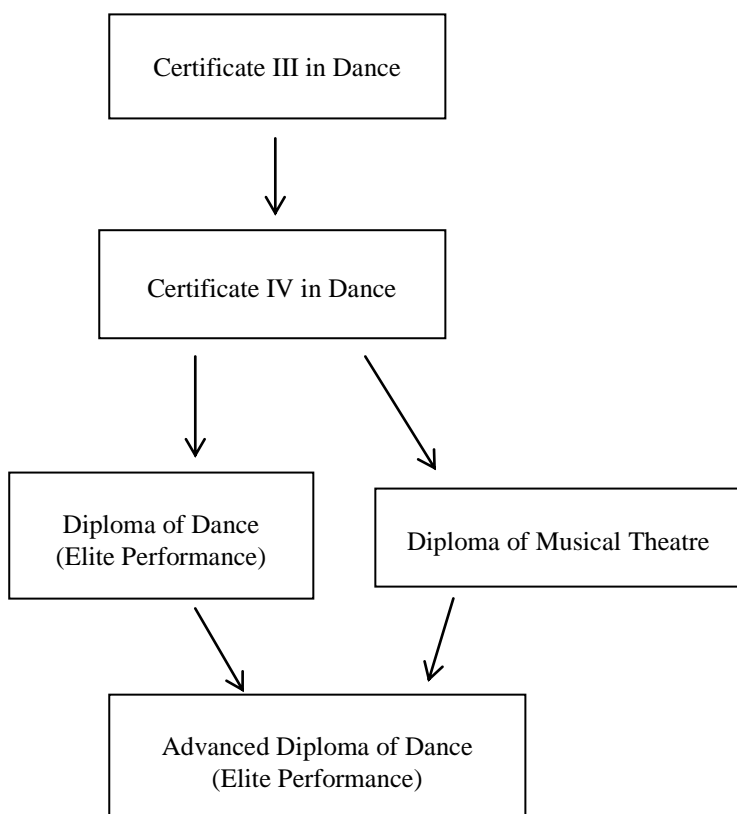 Certificate III in Dance
Certificate IV in Dance
Diploma of Dance
(Elite Performance)
Diploma of Musical Theatre
Advanced Diploma of Dance
(Elite Performance)